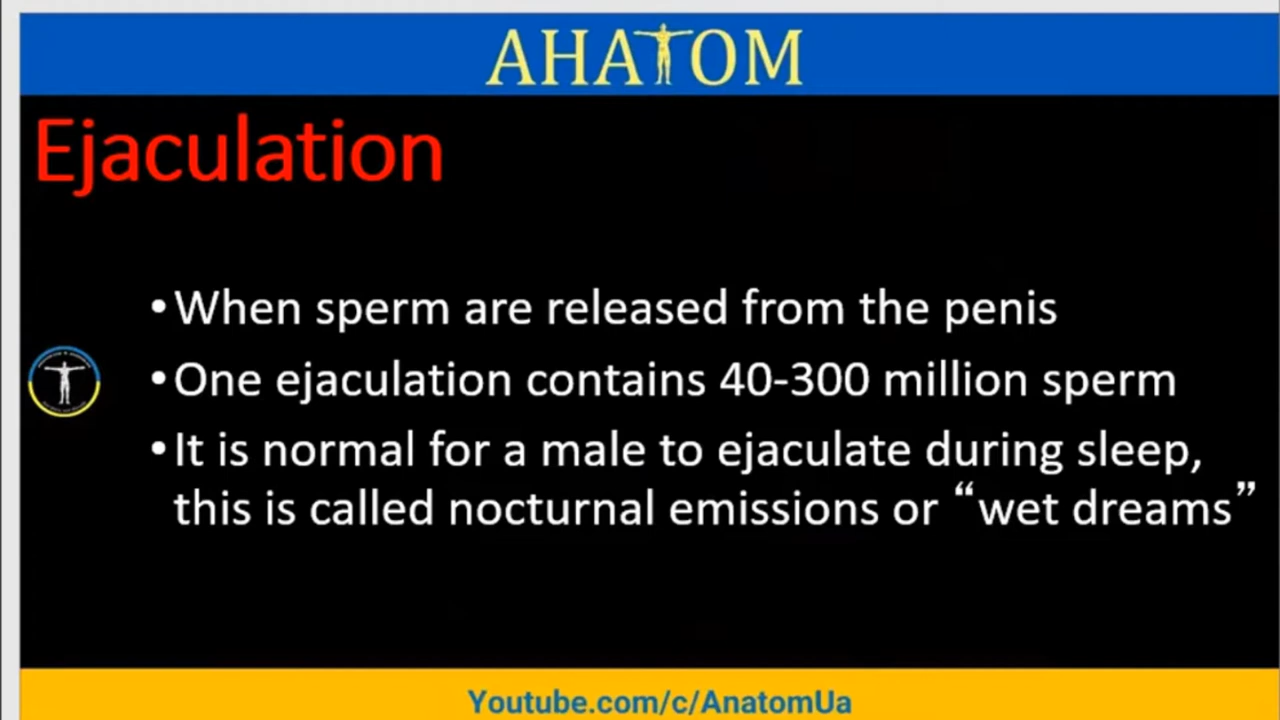 АНАТОМ
Ejaculation
•When sperm are released from the penis
•One ejaculation contains 40-300 million sperm
•It is normal for a male to ejaculate during sleep,
this is called nocturnal emissions or “wet dreams”
Youtube.com/c/AnatomUa